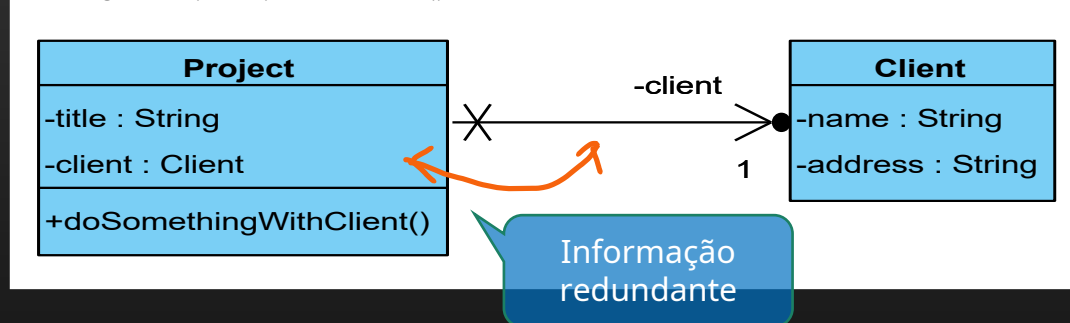 Project
-title : String
-client : Client
+doSomethingWithClient()
-client
1
Client
-name : String
-address : String
Informação
redundante